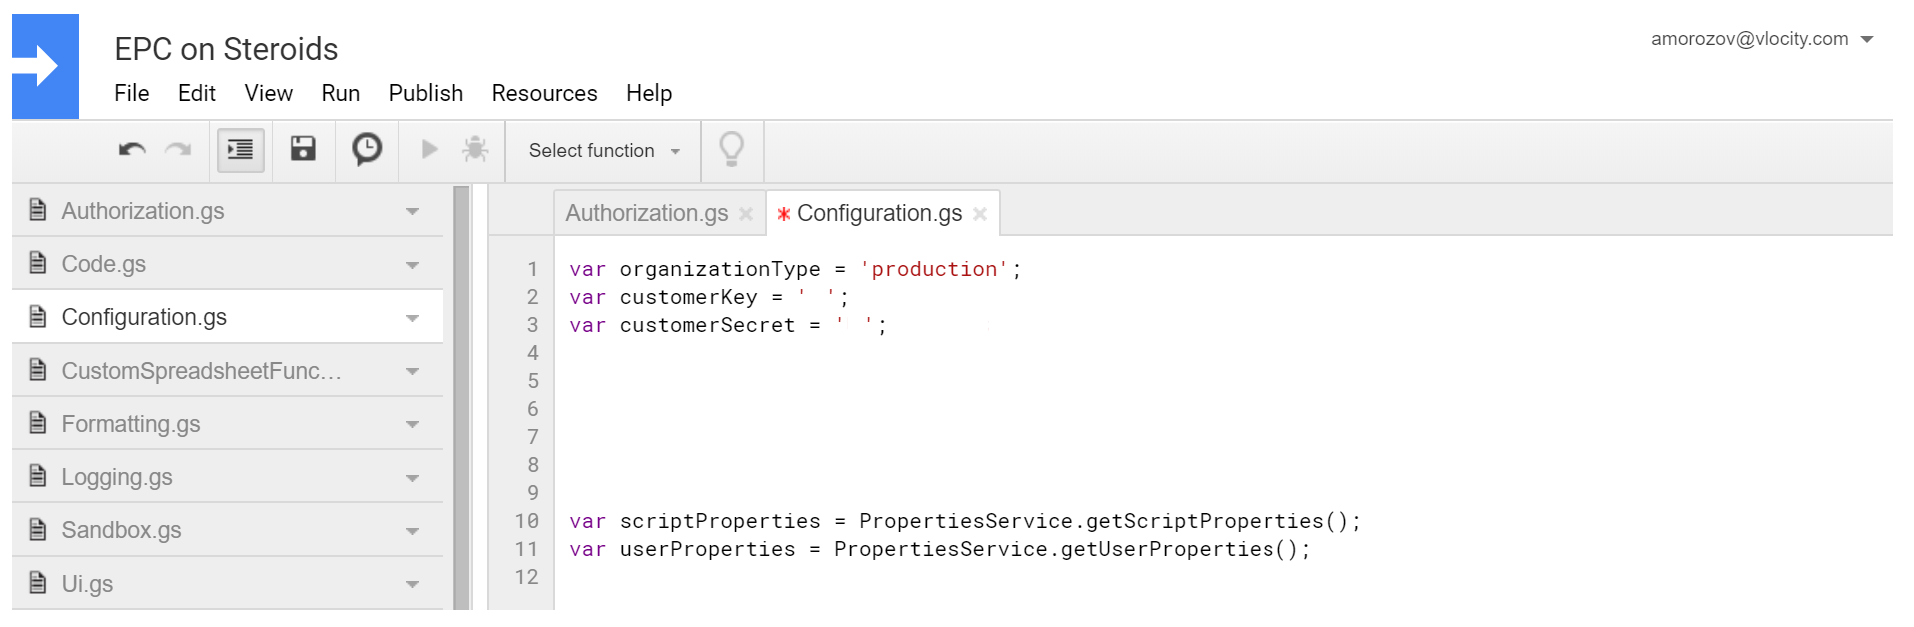 EPC on Steroids
amorozov@vlocity.com
File Edit View Run Publish Resources Help
Select function
Authorization.gs
Code.gs
Configuration.gs
CustomSpreadsheetFunc...
Formatting.gs
Logging.gs
Sandbox.gs
Ui.gs
Authorization.gs × * Configuration.gs ×
1 var organizationType = 'production';
2 var customerKey = ' ';
3 var customerSecret = ' ';
4
5
6
7
8
9
10 var scriptProperties = PropertiesService.getScriptProperties();
11 var userProperties = PropertiesService.getUserProperties();
12